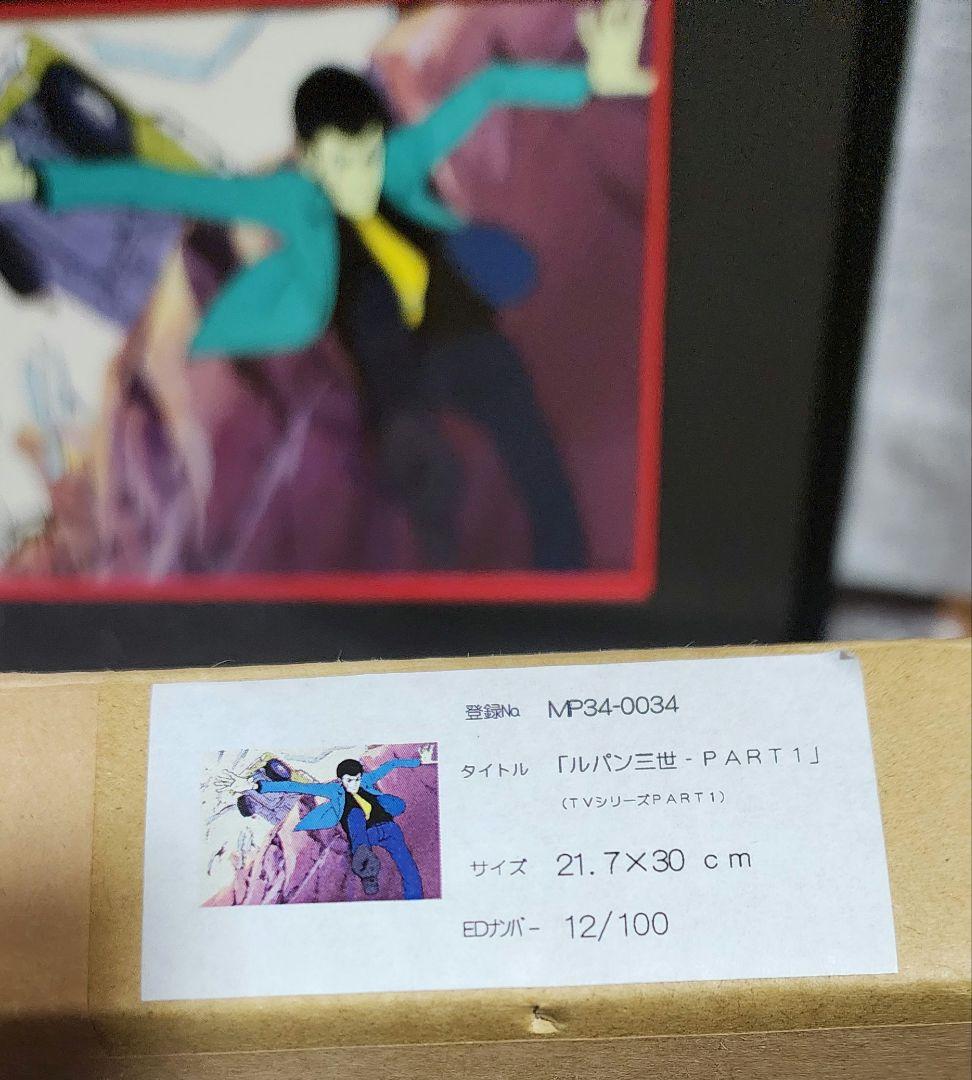 登録No. MP34-0034
タイトル 「ルパン三世-PART1」
(TVシリーズPART1)
サイズ 21.7×30 cm
EDナンバー 12/100